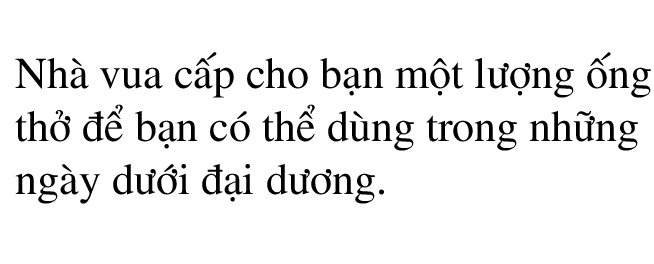 Nhà vua cấp cho bạn một lượng ống
thở để bạn có thể dùng trong những
ngày dưới đại dương.